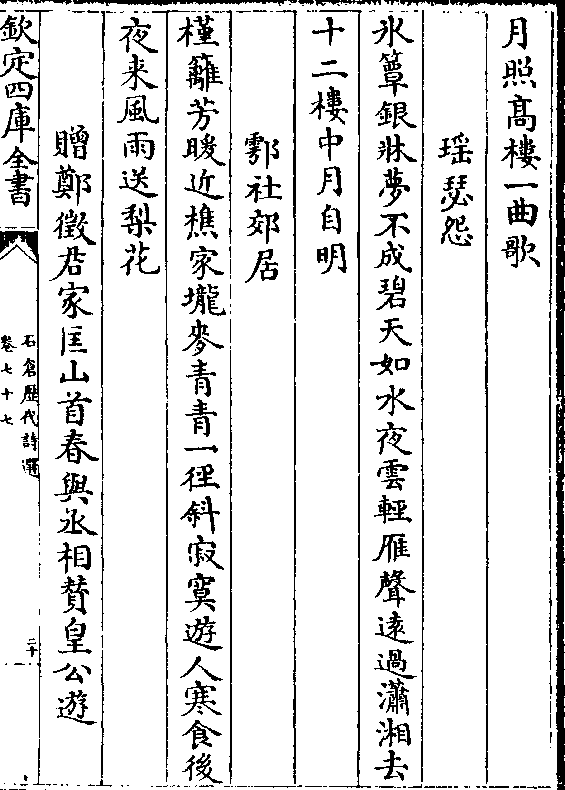 月照高樓一曲歌
瑶瑟怨
氷簟銀牀夢不成碧天如水夜雲輕雁聲逺過瀟湘去
十二樓中月自明
鄠社郊居
槿籬芳暖近樵家壠麥青青一徑斜寂寞遊人寒食後
夜来風雨送梨花
贈鄭徵君家匡山首春與丞相賛皇公遊
欽定四庫全書
石倉歴代詩選
卷七十七
二十